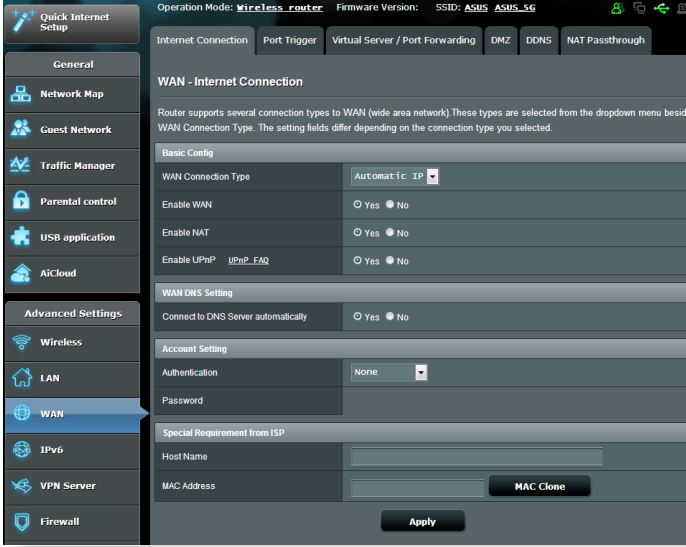 Quick Internet
Setup
General
Network Map
Guest Network
Traffic Manager
Parental control
USB application
AiCloud
Advanced Settings
Wireless
LAN
WAN
IPv6
VPN Server
Firewall
Operation Mode: Wireless router Firmware Version: SSID: ASUS ASUS_5G
Internet Connection Port Trigger Virtual Server / Port Forwarding DMZ DDNS NAT Passthrough
WAN - Internet Connection
Router supports several connection types to WAN (wide area network).These types are selected from the dropdown menu besid
WAN Connection Type. The setting fields differ depending on the connection type you selected.
Basic Config
WAN Connection Type Automatic IP
Enable WAN Yes No
Enable NAT Yes No
Enable UPnP UPnP FAQ Yes No
WAN DNS Setting
Connect to DNS Server automatically Yes No
Account Setting
Authentication None
Password
Special Requirement from ISP
Host Name
MAC Address MAC Clone
Apply